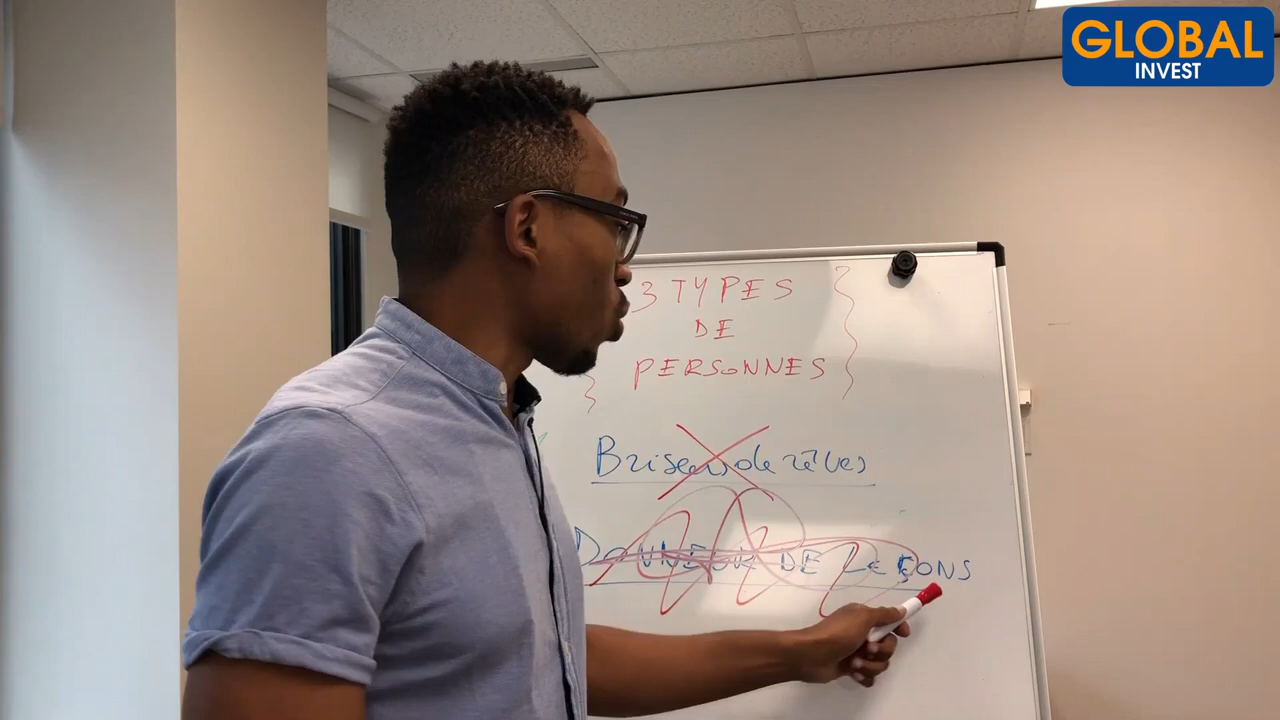 GLOBAL
INVEST
3 TYPES
DE
PERSONNES
Briseurs de rêves
DONNEUR DE LEÇONS